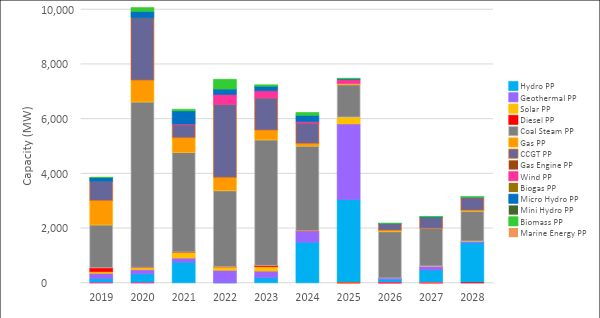 10,000
8,000
6,000
4,000
2,000
0
Capacity (MW)
2019 2020 2021 2022 2023 2024 2025 2026 2027 2028
Hydro PP
Geothermal PP
Solar PP
Diesel PP
Coal Steam PP
Gas PP
CCGT PP
Gas Engine PP
Wind PP
Biogas PP
Micro Hydro PP
Mini Hydro PP
Biomass PP
Marine Energy PP